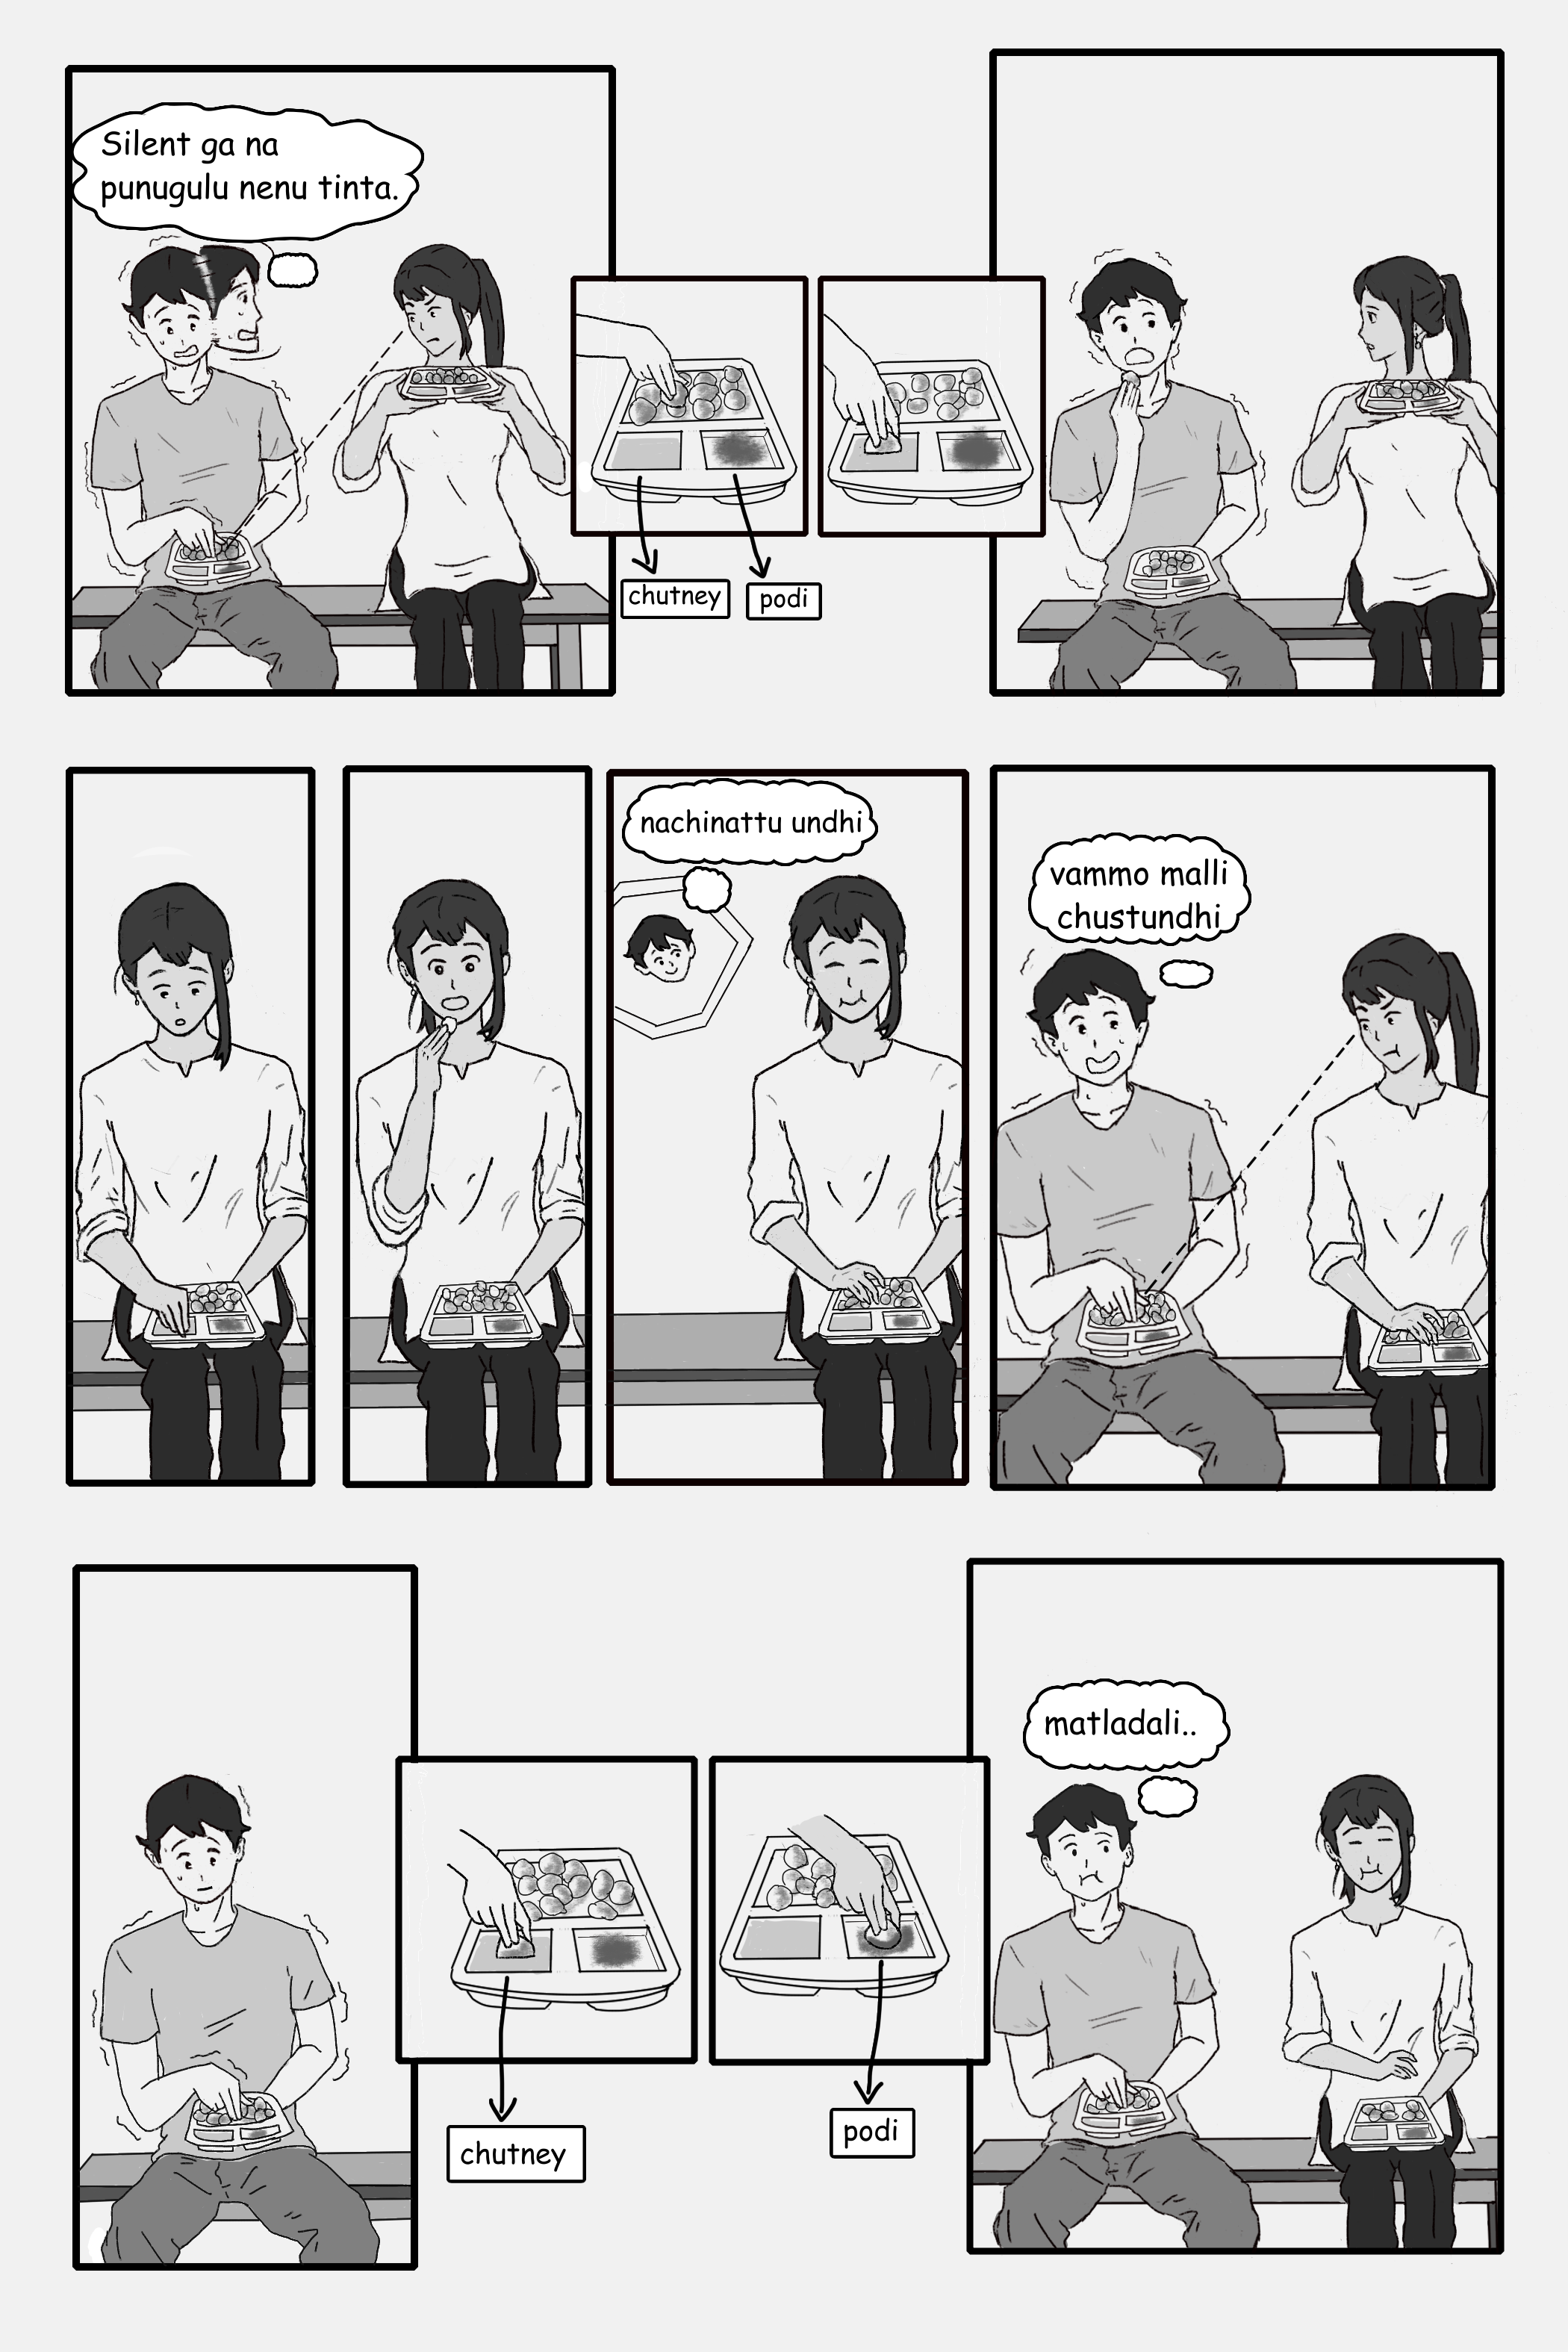 Silent ga na
punugulu nenu tinta.
chutney
podi
nachinattu undhi
vammo malli
chustundhi
chutney
podi
matladali..